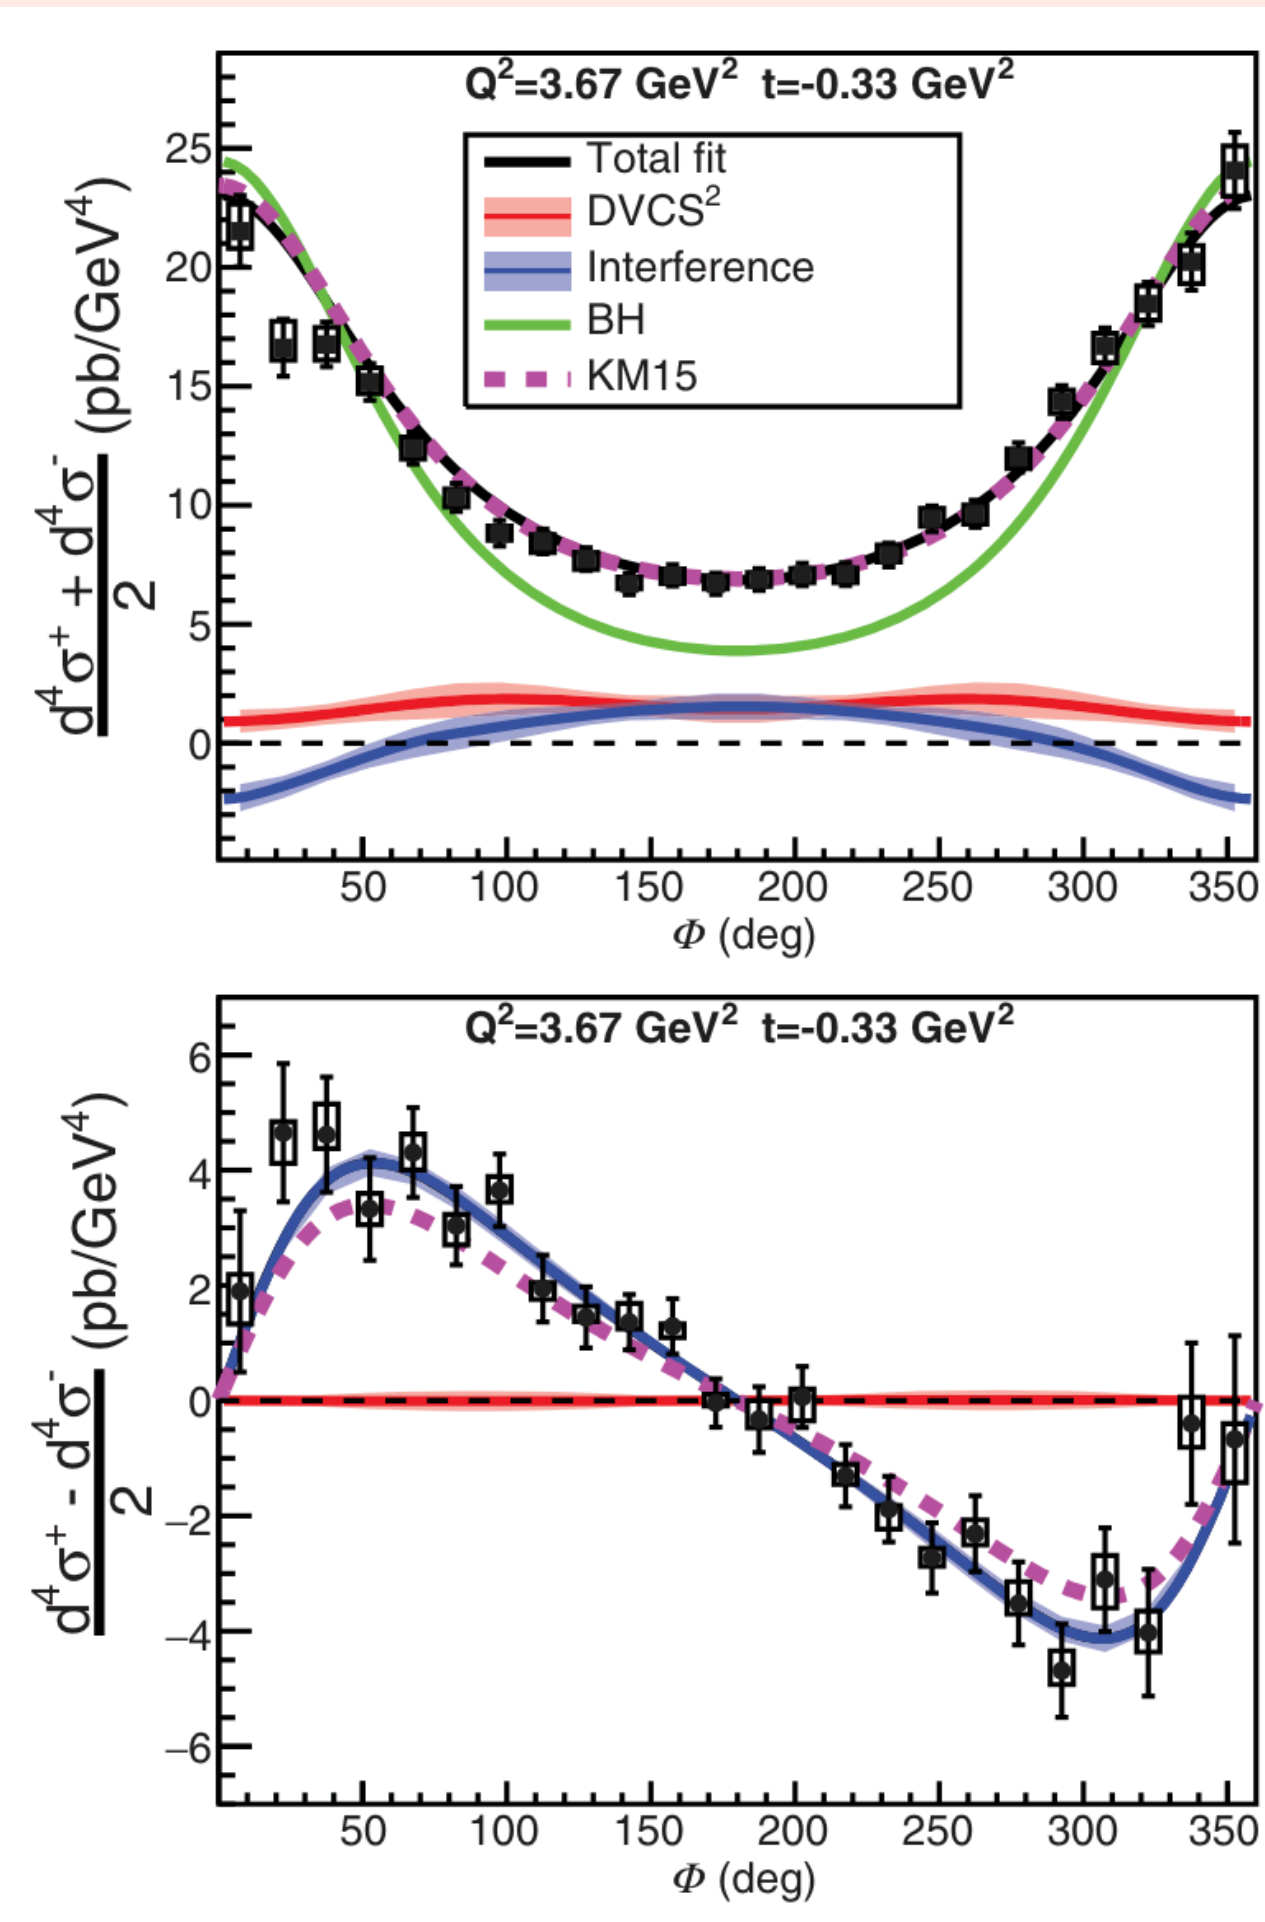 Q²=3.67 GeV² t=-0.33 GeV²
Total fit
DVCS²
Interference
BH
KM15
25
20
15
10
5
0
d⁴σ⁺ + d⁴σ⁻
2
(pb/GeV⁴)
50 100 150 200 250 300 350
Φ (deg)
Q²=3.67 GeV² t=-0.33 GeV²
6
4
2
0
−2
−4
−6
d⁴σ⁺ - d⁴σ⁻
2
(pb/GeV⁴)
50 100 150 200 250 300 350
Φ (deg)